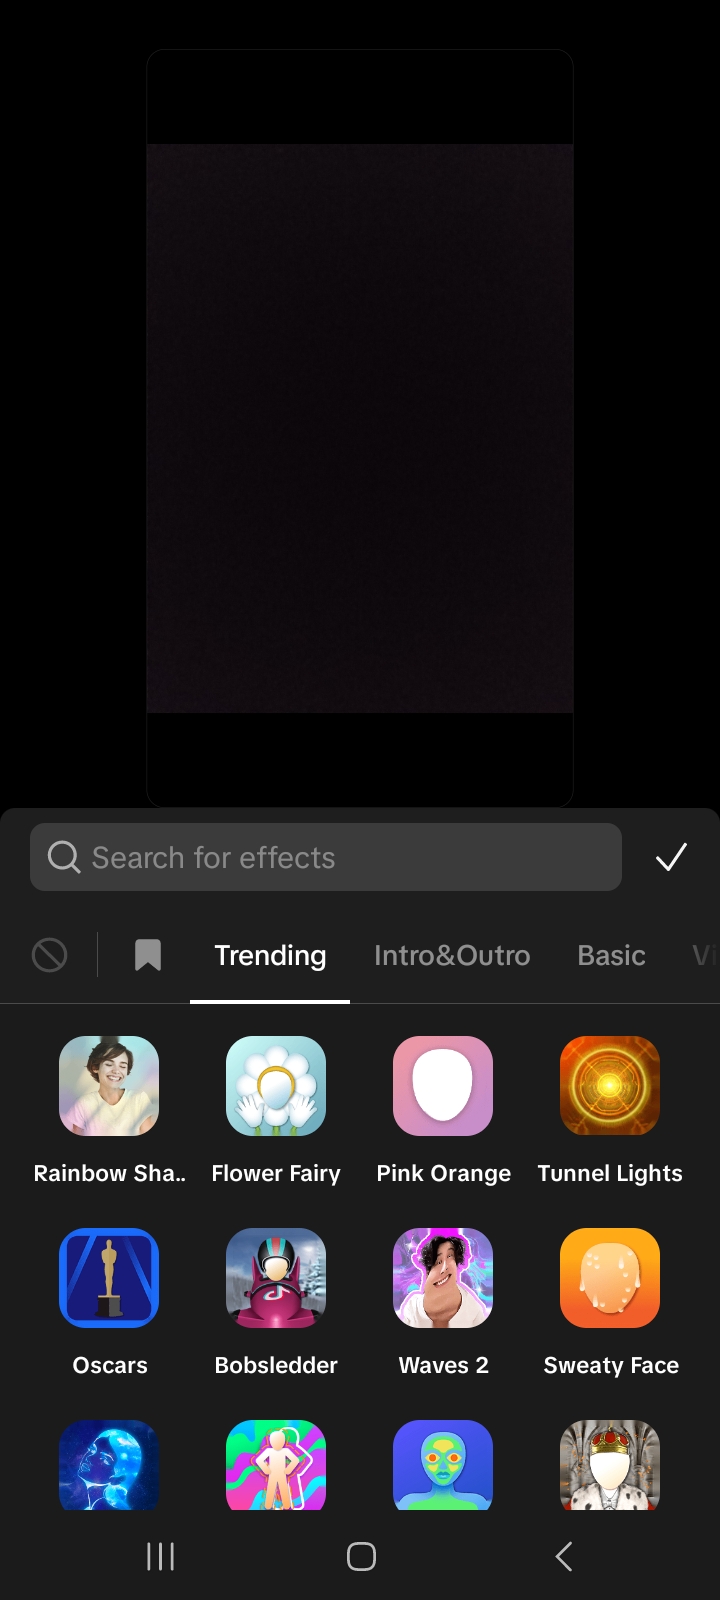 Search for effects
Trending Intro&Outro Basic Vi
Rainbow Sha.. Flower Fairy Pink Orange Tunnel Lights
Oscars Bobsledder Waves 2 Sweaty Face